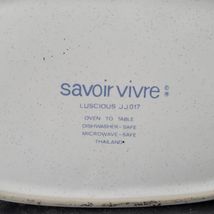 savoir vivre ©®
LUSCIOUS JJ017
OVEN TO TABLE
DISHWASHER-SAFE
MICROWAVE-SAFE
THAILAND